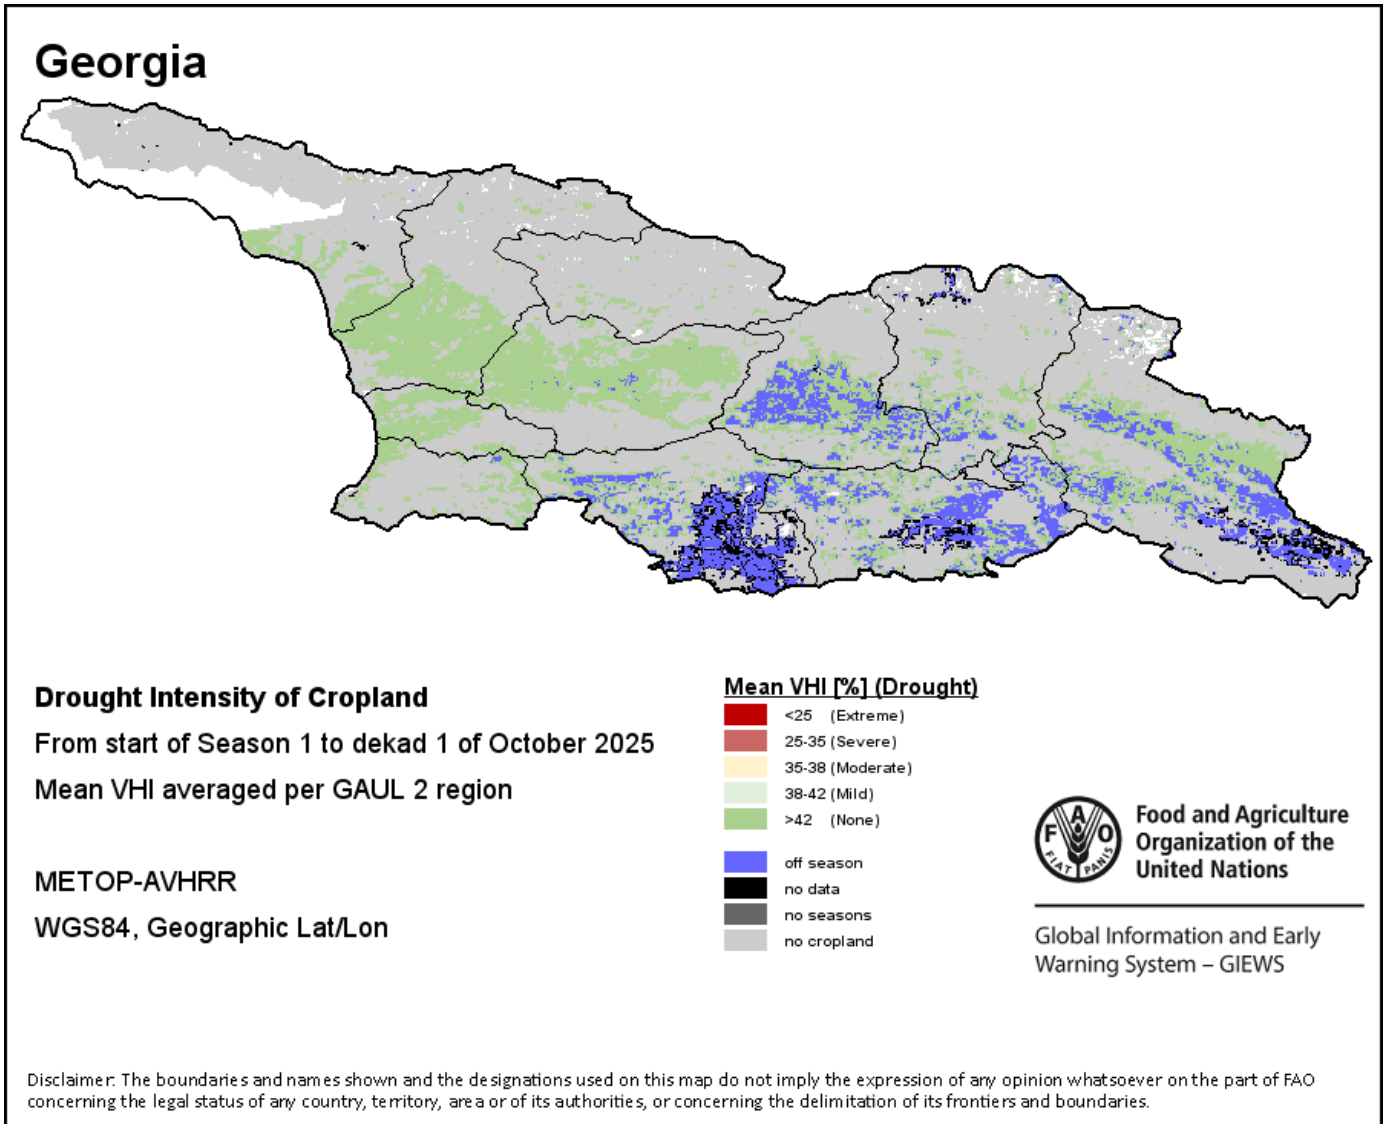 Georgia
Drought Intensity of Cropland
From start of Season 1 to dekad 1 of October 2025
Mean VHI averaged per GAUL 2 region
METOP-AVHRR
WGS84, Geographic Lat/Lon
Mean VHI [%] (Drought)
<25 (Extreme)
25-35 (Severe)
35-38 (Moderate)
38-42 (Mild)
>42 (None)
off season
no data
no seasons
no cropland
F A O
FIAT PANIS
Food and Agriculture
Organization of the
United Nations
Global Information and Early
Warning System – GIEWS
Disclaimer: The boundaries and names shown and the designations used on this map do not imply the expression of any opinion whatsoever on the part of FAO
concerning the legal status of any country, territory, area or of its authorities, or concerning the delimitation of its frontiers and boundaries.